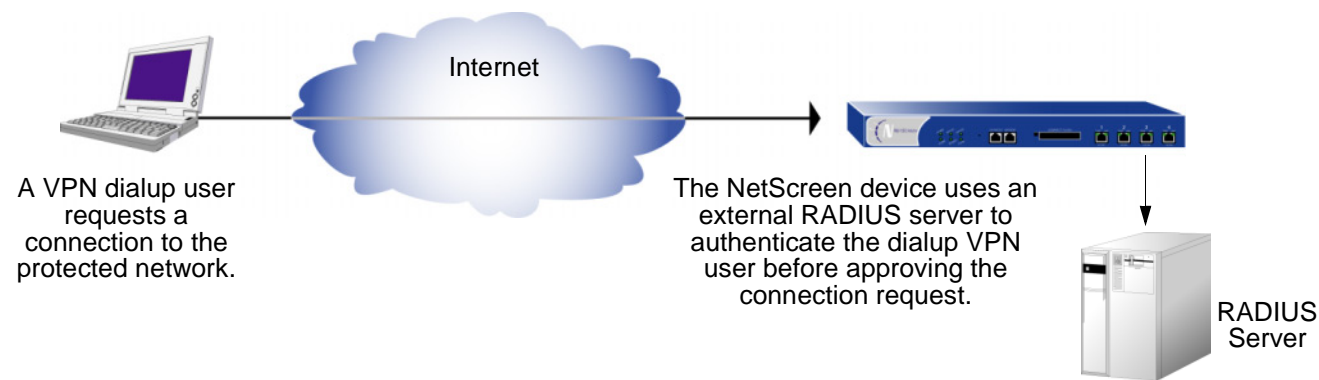 Internet
A VPN dialup user
requests a
connection to the
protected network.
The NetScreen device uses an
external RADIUS server to
authenticate the dialup VPN
user before approving the
connection request.
RADIUS
Server